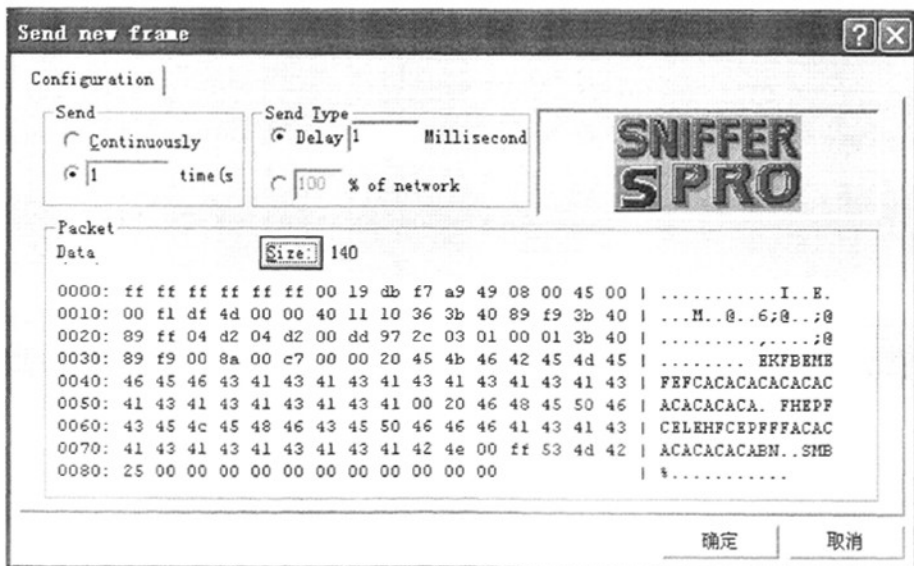 Send new frame
Configuration
Send
Continuously
1 time(s
Send Type
Delay 1 Millisecond
100 % of network
SNIFFER
S PRO
Packet
Data Size: 140
0000: ff ff ff ff ff ff 00 19 db f7 a9 49 08 00 45 00 | ...........I..E.
0010: 00 f1 df 4d 00 00 40 11 10 36 3b 40 89 f9 3b 40 | ...M..@..6;@..;@
0020: 89 ff 04 d2 04 d2 00 dd 97 2c 03 01 00 01 3b 40 | .........,....;@
0030: 89 f9 00 8a 00 c7 00 00 20 45 4b 46 42 45 4d 45 | ........ EKFBEME
0040: 46 45 46 43 41 43 41 43 41 43 41 43 41 43 41 43 | FEFCACACACACACAC
0050: 41 43 41 43 41 43 41 43 41 00 20 46 48 45 50 46 | ACACACACA. FHEPF
0060: 43 45 4c 45 48 46 43 45 50 46 46 46 41 43 41 43 | CELEHFCEPFFFACAC
0070: 41 43 41 43 41 43 41 43 41 42 4e 00 ff 53 4d 42 | ACACACACABN..SMB
0080: 25 00 00 00 00 00 00 00 00 00 00 00 | %...........
确定 取消